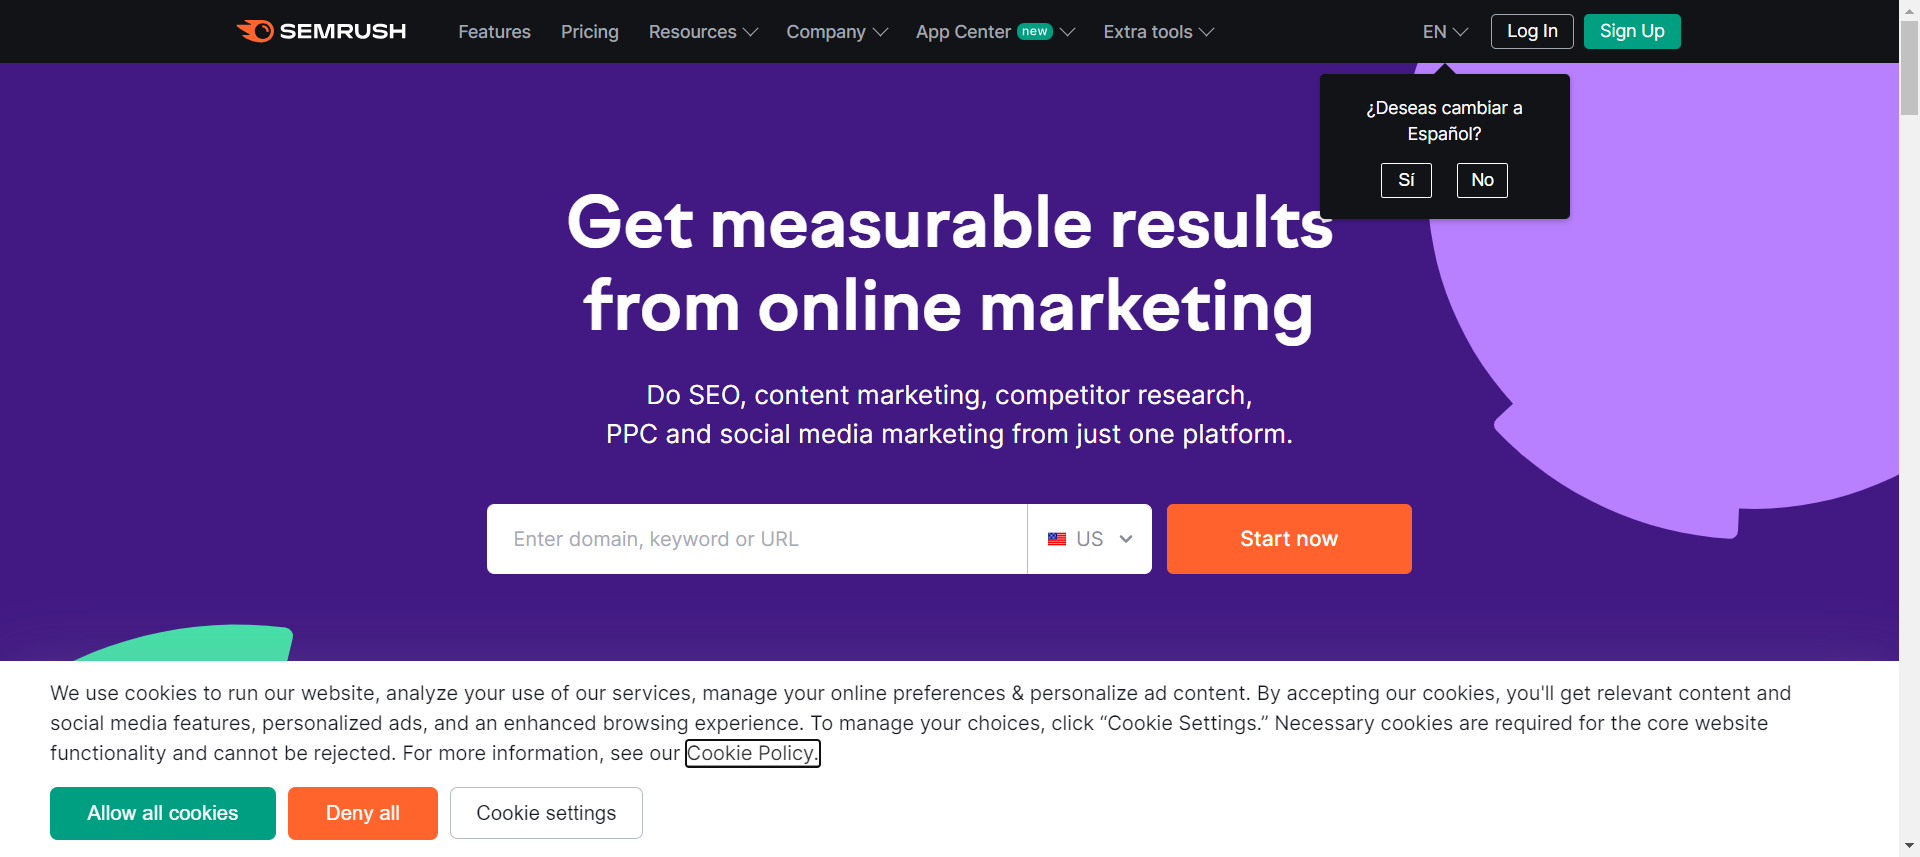 SEMRUSH Features Pricing Resources Company App Center new Extra tools EN Log In Sign Up
¿Deseas cambiar a
Español?
Sí No
Get measurable results
from online marketing
Do SEO, content marketing, competitor research,
PPC and social media marketing from just one platform.
Enter domain, keyword or URL US Start now
We use cookies to run our website, analyze your use of our services, manage your online preferences & personalize ad content. By accepting our cookies, you'll get relevant content and
social media features, personalized ads, and an enhanced browsing experience. To manage your choices, click “Cookie Settings.” Necessary cookies are required for the core website
functionality and cannot be rejected. For more information, see our Cookie Policy.
Allow all cookies Deny all Cookie settings